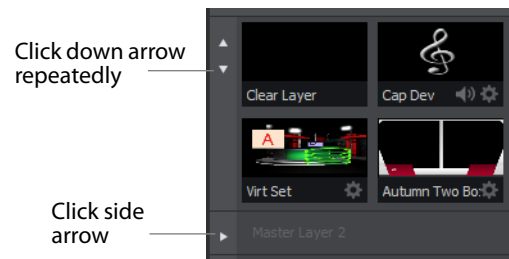 Click down arrow
repeatedly
Clear Layer
Cap Dev
A
Virt Set
Autumn Two Bo:
Click side
arrow
Master Layer 2